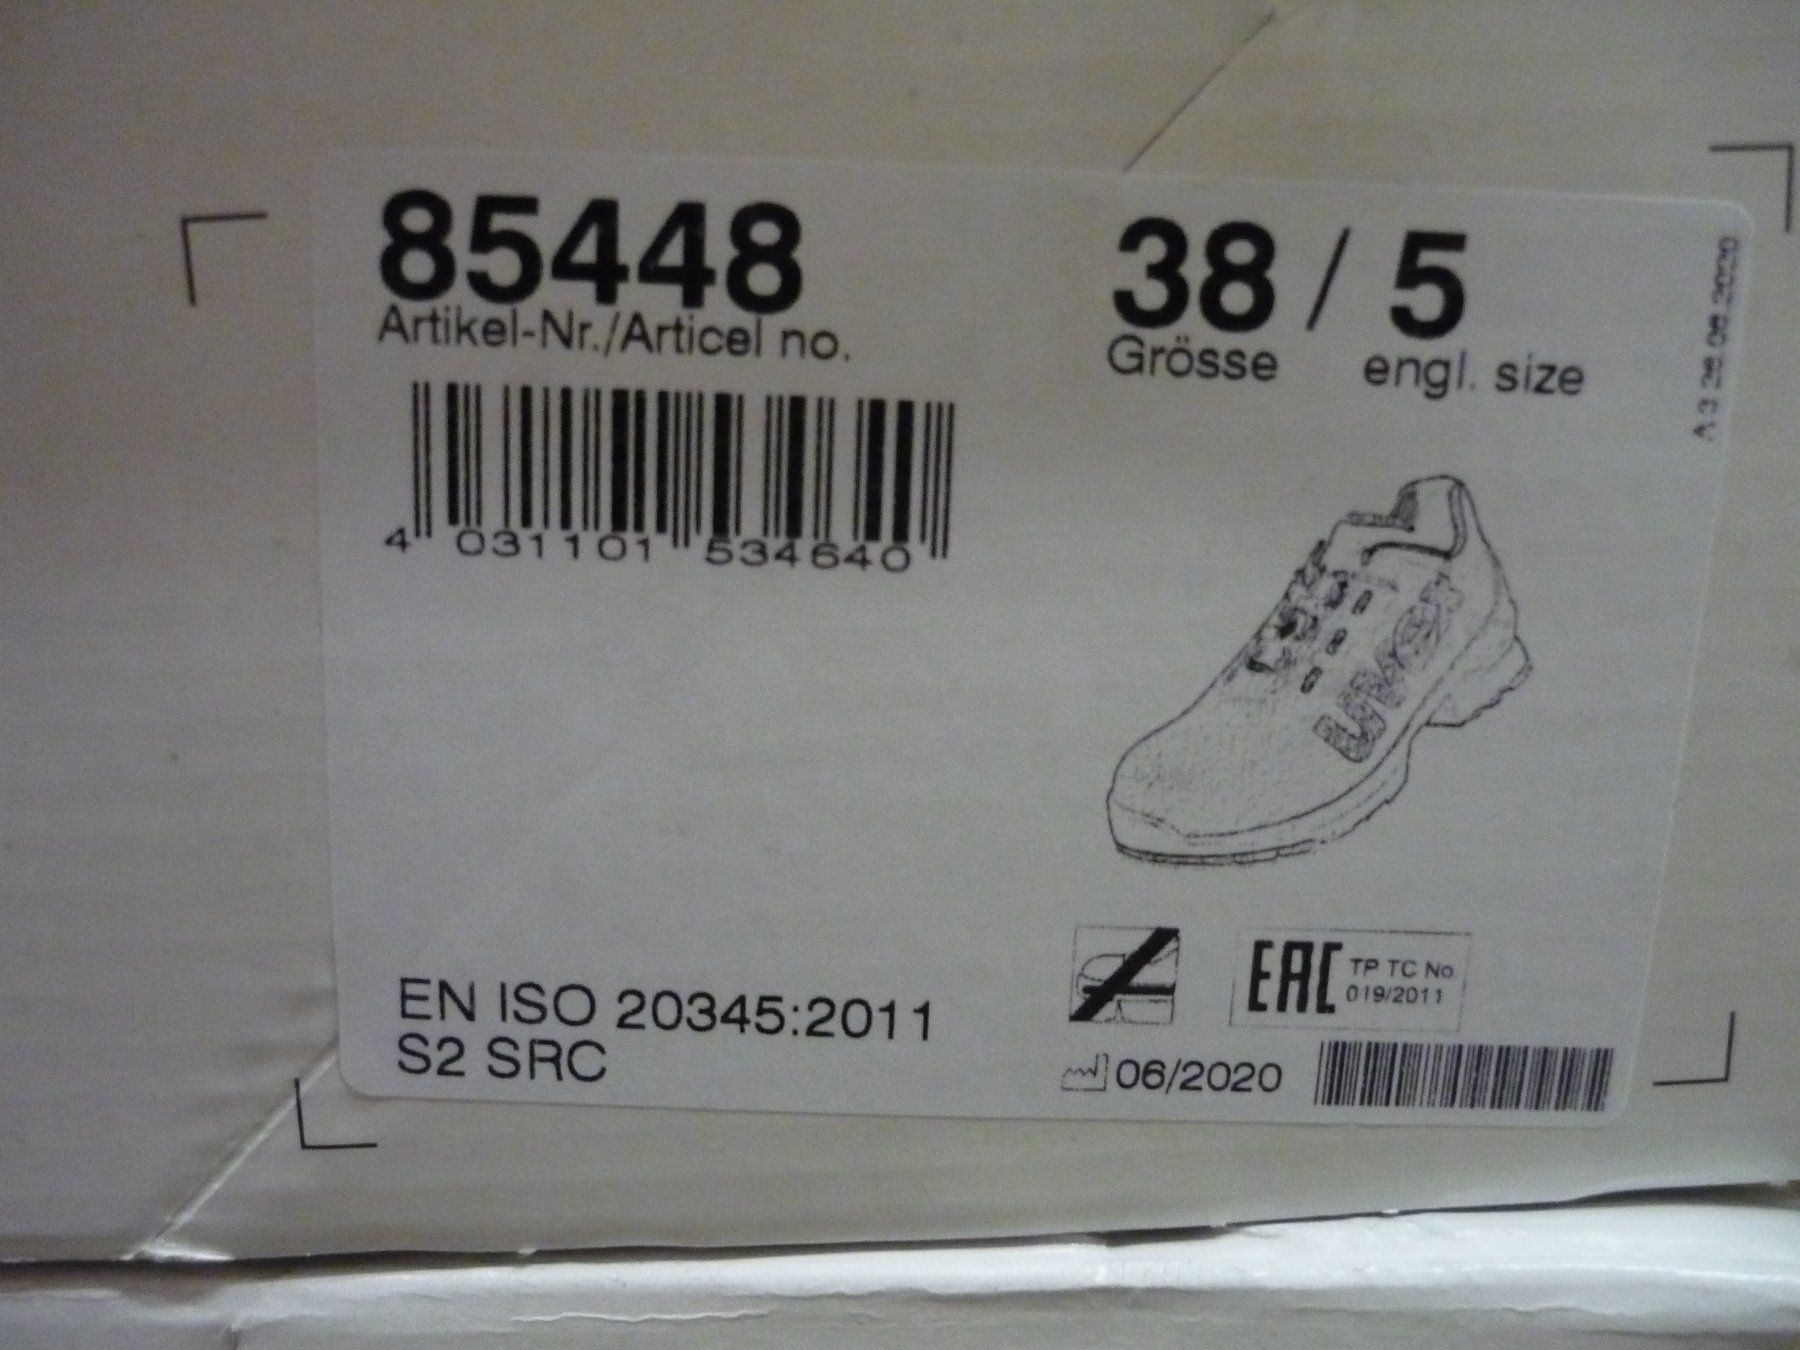 85448
Artikel-Nr./Articel no.
38 / 5
Grösse engl. size
4 031101 534640
uvex
EN ISO 20345:2011
S2 SRC
EAC TP TC No.
019/2011
06/2020